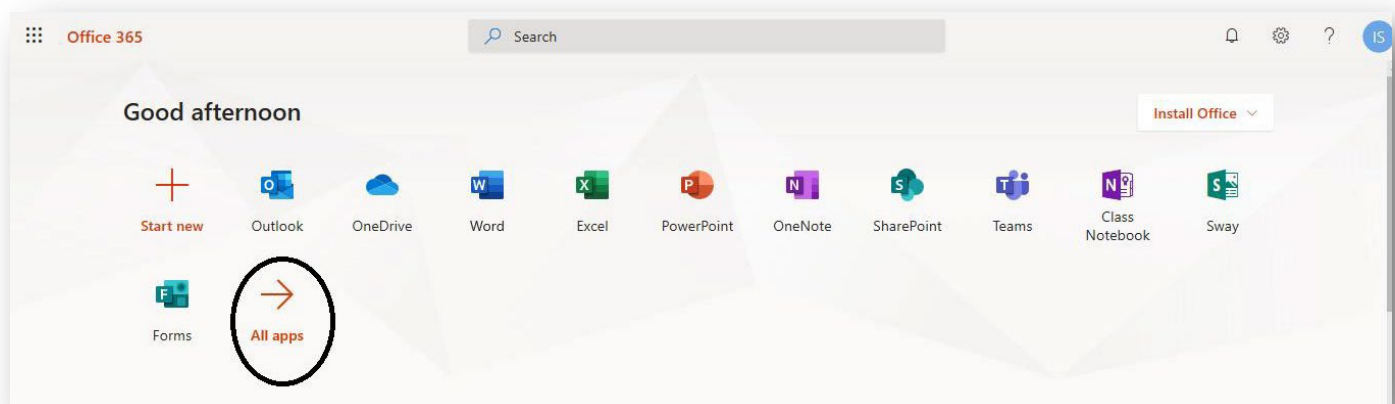 Office 365
Search
IS
Good afternoon
Install Office
Start new
Outlook
OneDrive
Word
Excel
PowerPoint
OneNote
SharePoint
Teams
Class
Notebook
Sway
Forms
All apps